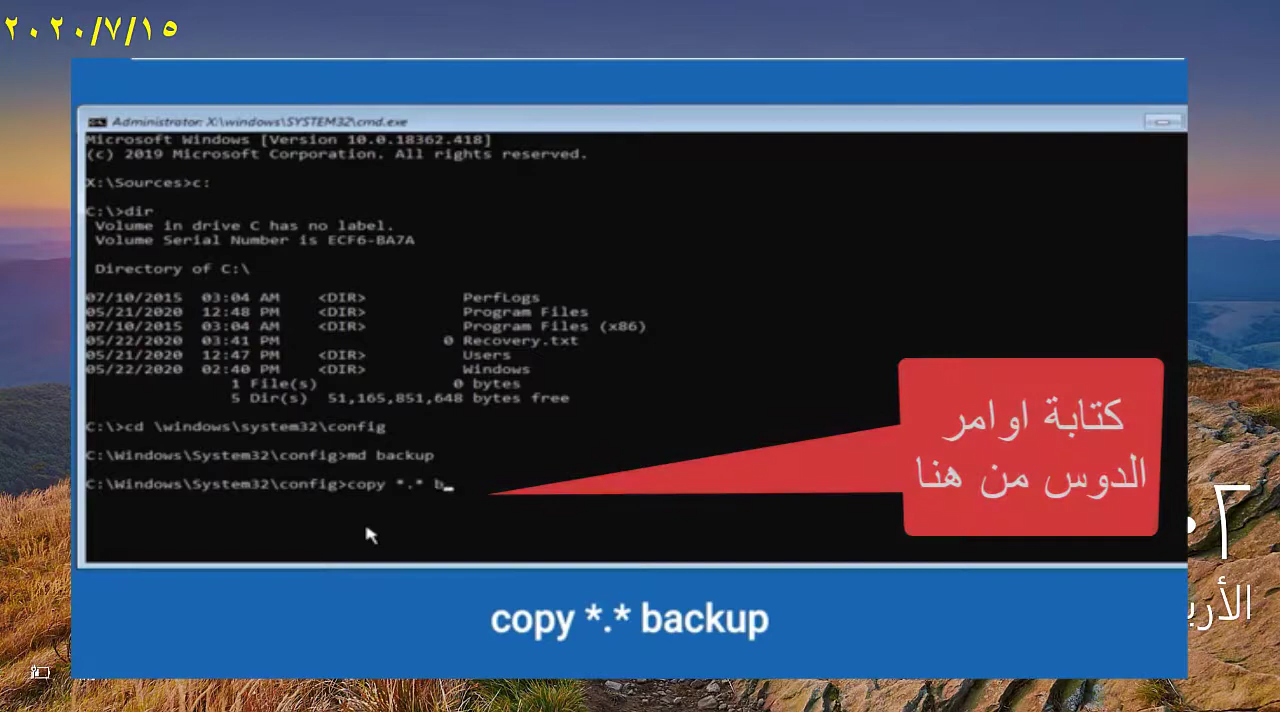 ٢٠٢٠/٧/١٥
Administrator: X:\windows\SYSTEM32\cmd.exe
Microsoft Windows [Version 10.0.18362.418]
(c) 2019 Microsoft Corporation. All rights reserved.
X:\Sources>c:
C:\>dir
Volume in drive C has no label.
Volume Serial Number is ECF6-BA7A
Directory of C:\
07/10/2015 03:04 AM <DIR> PerfLogs
05/21/2020 12:48 PM <DIR> Program Files
07/10/2015 03:04 AM <DIR> Program Files (x86)
05/22/2020 03:41 PM 0 Recovery.txt
05/21/2020 12:47 PM <DIR> Users
05/22/2020 02:40 PM <DIR> Windows
1 File(s) 0 bytes
5 Dir(s) 51,165,851,648 bytes free
C:\>cd \windows\system32\config
C:\Windows\System32\config>md backup
C:\Windows\System32\config>copy *.* b_
كتابة اوامر
الدوس من هنا
copy *.* backup